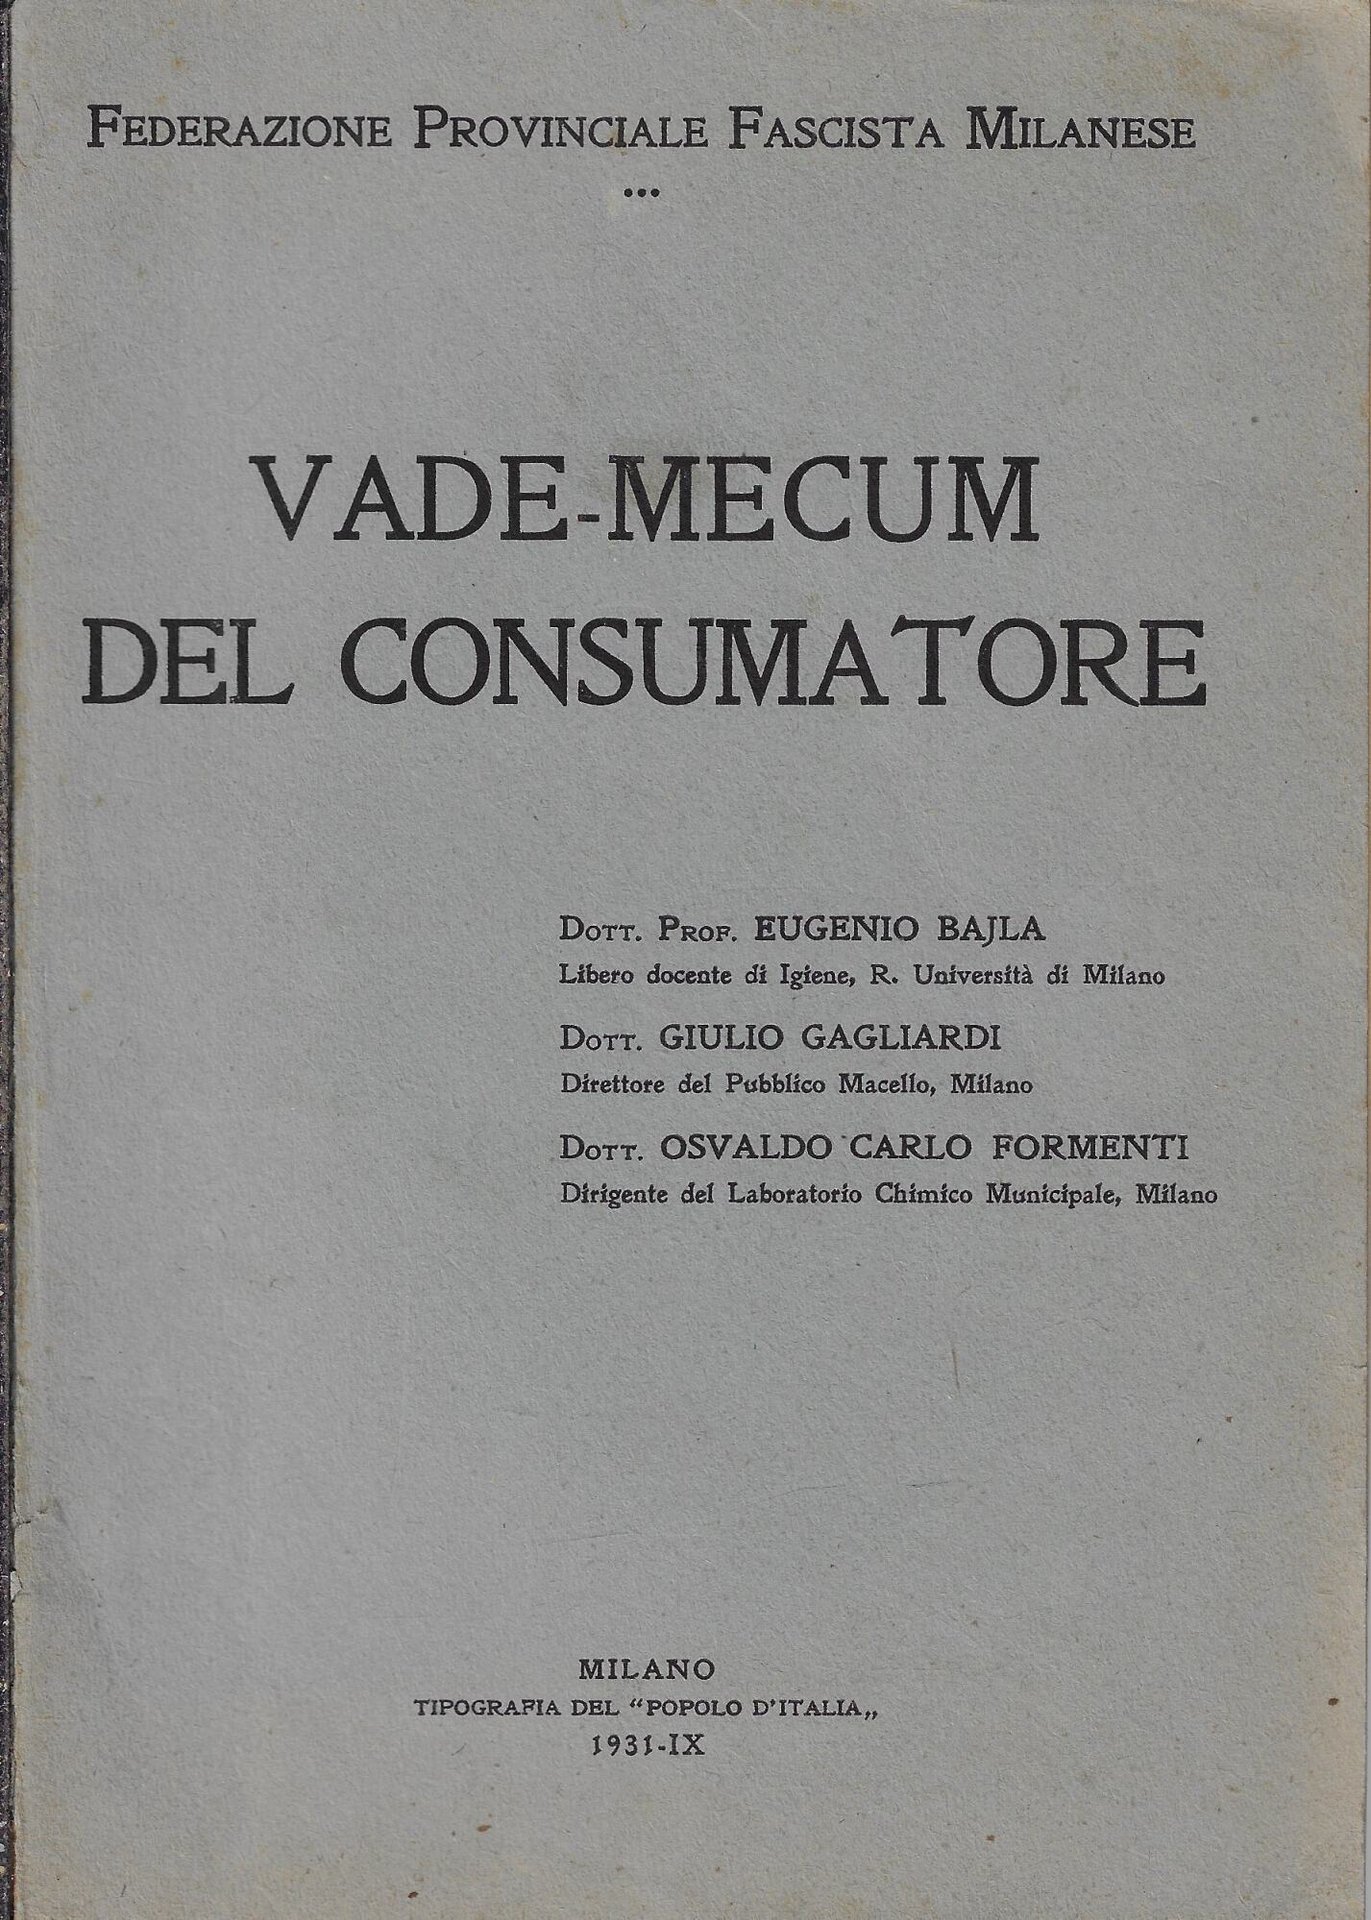 FEDERAZIONE PROVINCIALE FASCISTA MILANESE
•••
VADE-MECUM
DEL CONSUMATORE
DOTT. PROF. EUGENIO BAJLA
Libero docente di Igiene, R. Università di Milano
DOTT. GIULIO GAGLIARDI
Direttore del Pubblico Macello, Milano
DOTT. OSVALDO CARLO FORMENTI
Dirigente del Laboratorio Chimico Municipale, Milano
MILANO
TIPOGRAFIA DEL “POPOLO D'ITALIA„
1931-IX